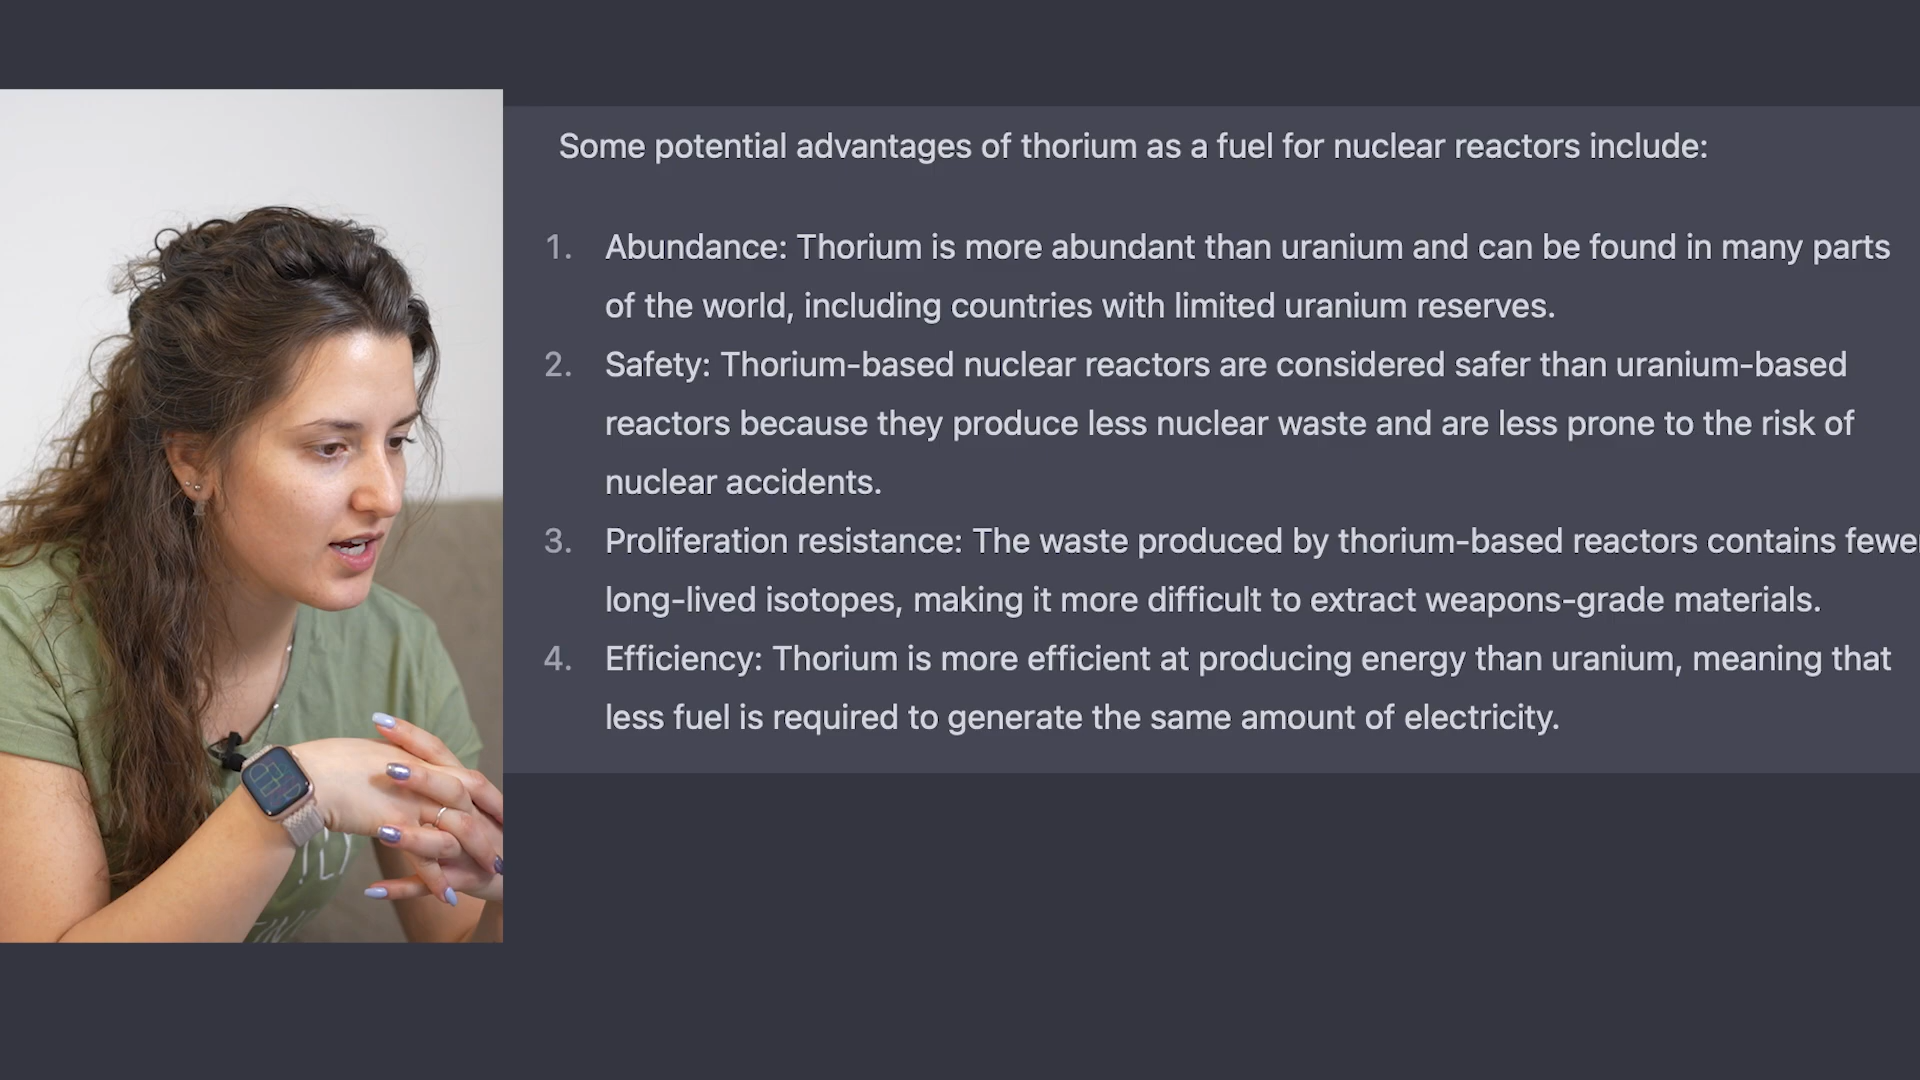 Some potential advantages of thorium as a fuel for nuclear reactors include:
1. Abundance: Thorium is more abundant than uranium and can be found in many parts
of the world, including countries with limited uranium reserves.
2. Safety: Thorium-based nuclear reactors are considered safer than uranium-based
reactors because they produce less nuclear waste and are less prone to the risk of
nuclear accidents.
3. Proliferation resistance: The waste produced by thorium-based reactors contains fewer
long-lived isotopes, making it more difficult to extract weapons-grade materials.
4. Efficiency: Thorium is more efficient at producing energy than uranium, meaning that
less fuel is required to generate the same amount of electricity.